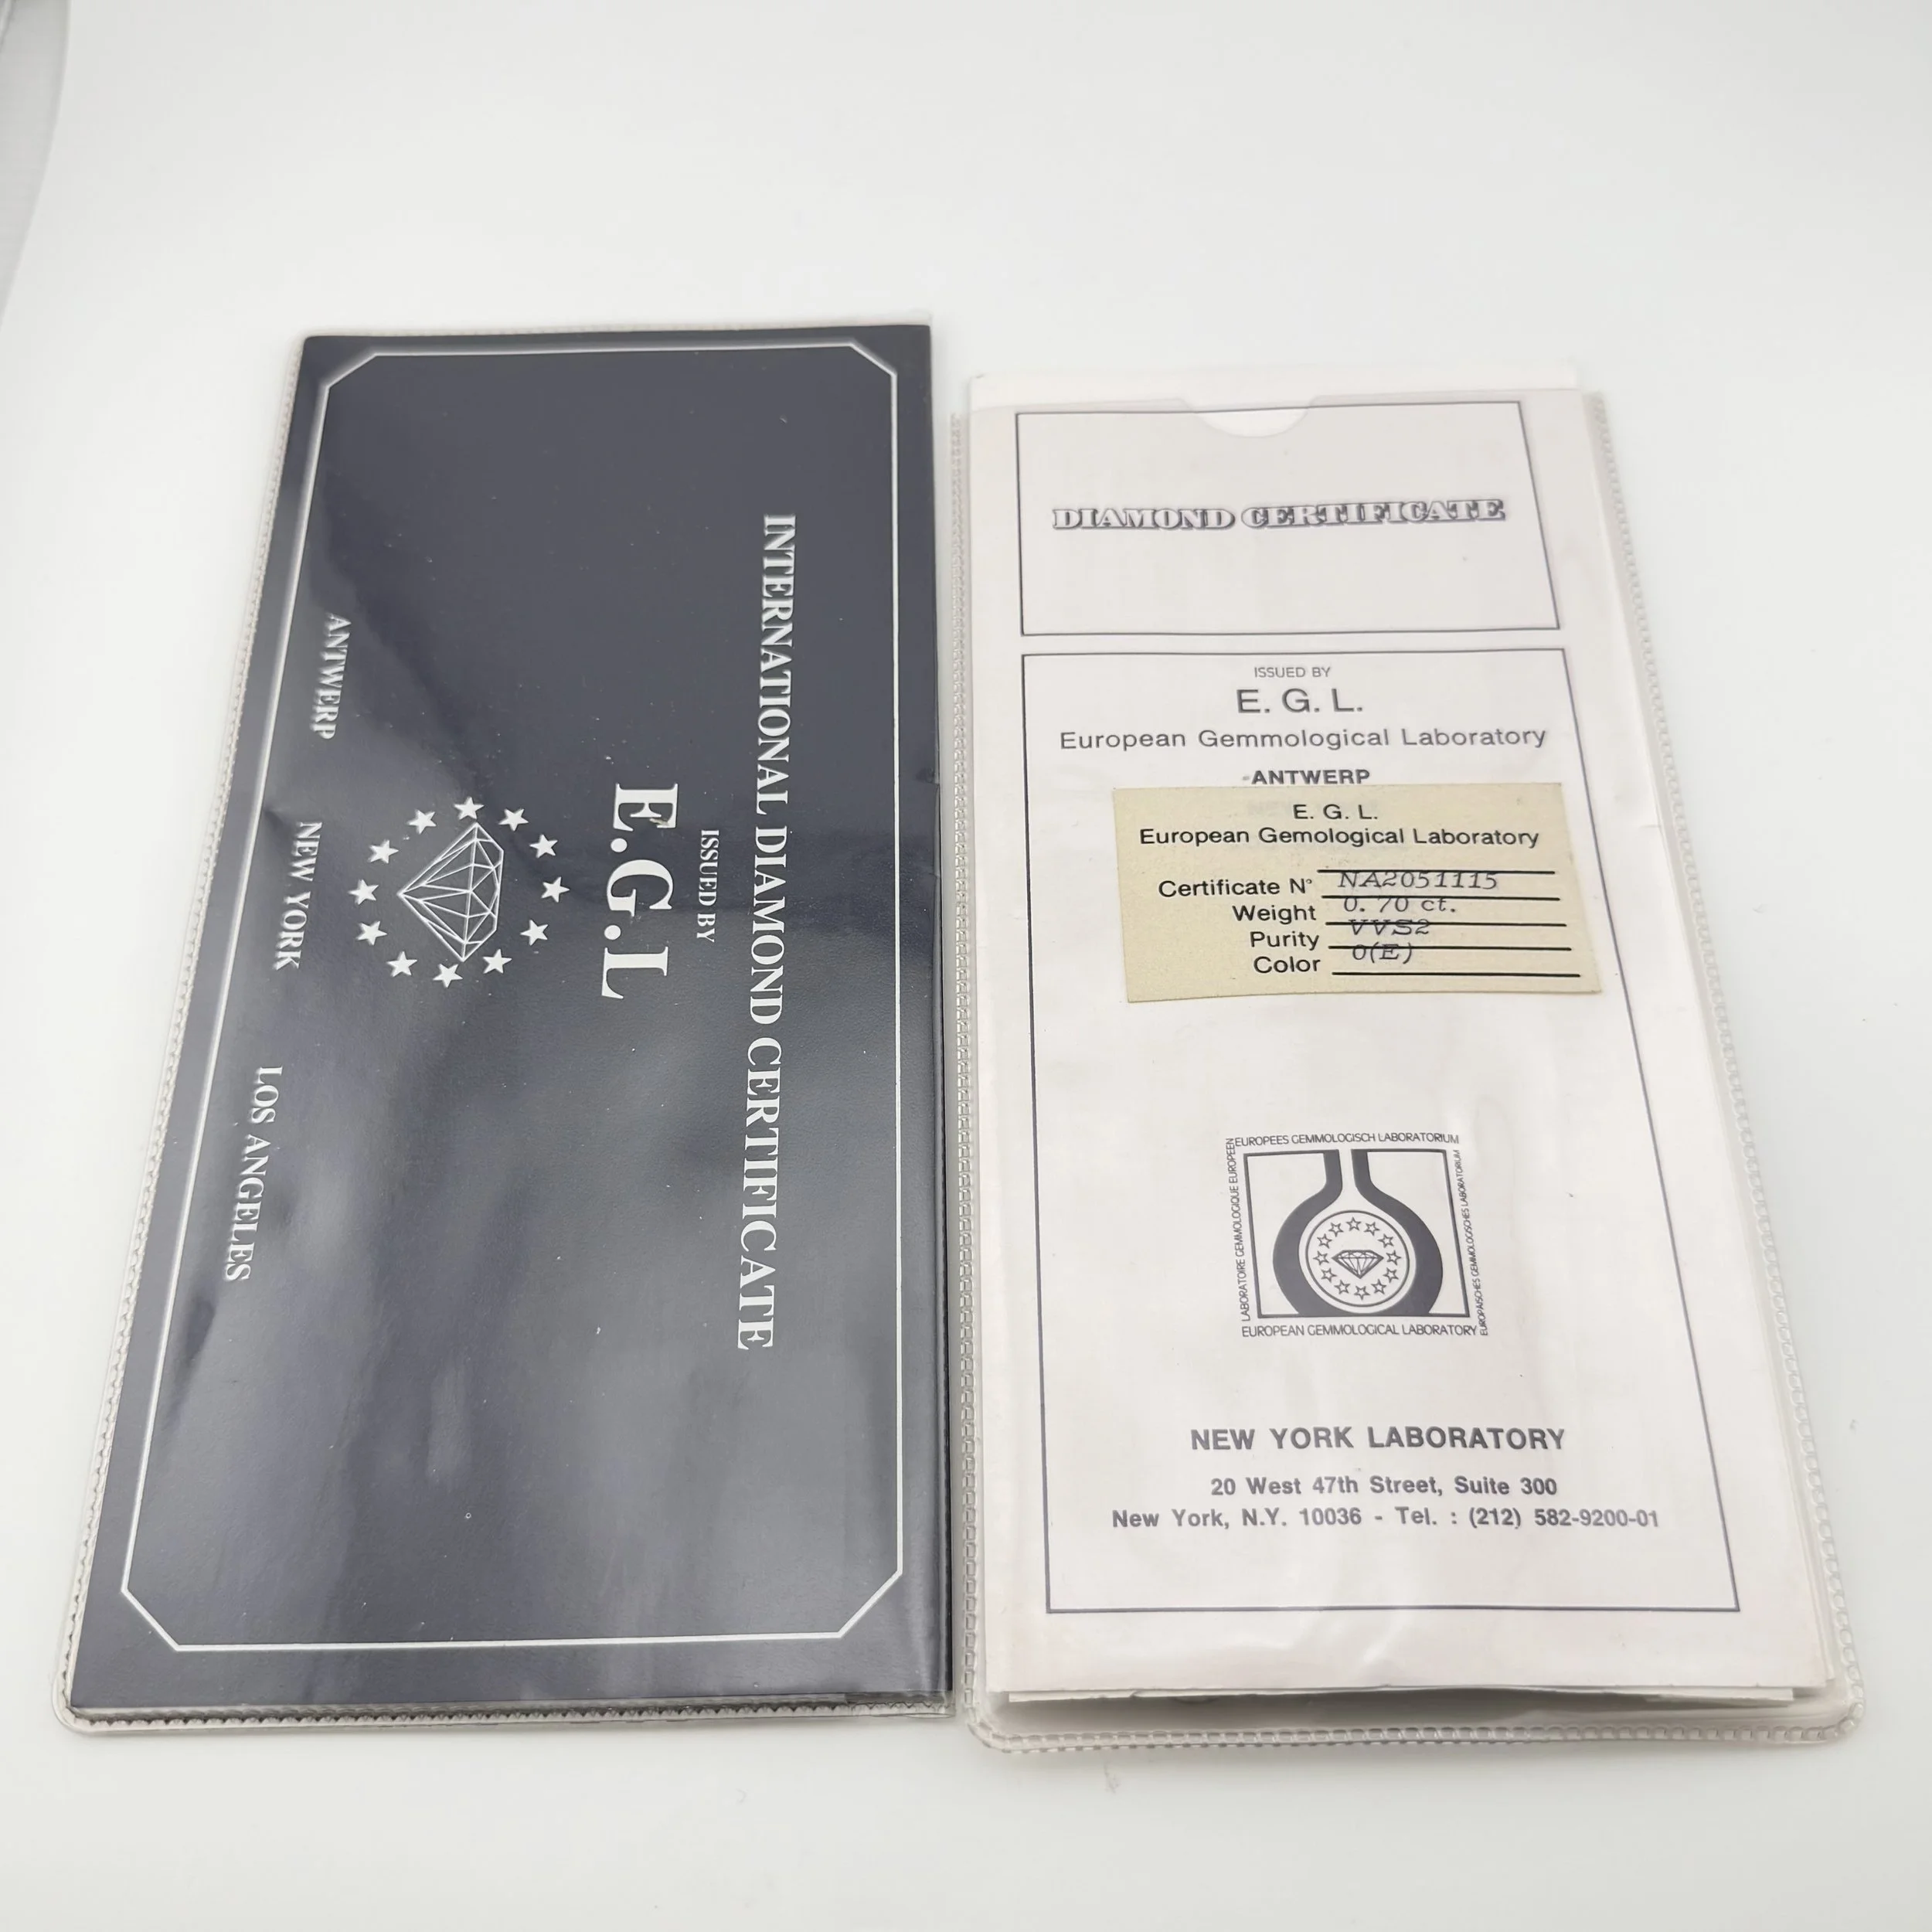 INTERNATIONAL DIAMOND CERTIFICATE
ISSUED BY
E.G.L
ANTWERP NEW YORK LOS ANGELES
DIAMOND CERTIFICATE
ISSUED BY
E. G. L.
European Gemmological Laboratory
-ANTWERP
E. G. L.
European Gemological Laboratory
Certificate N° NA2051115
Weight 0.70 ct.
Purity VVS2
Color 0(E)
EUROPEES GEMMOLOGISCH LABORATORIUM
LABORATOIRE GEMMOLOGIQUE EUROPEEN
EUROPÄISCHES GEMMOLOGISCHES LABORATORIUM
EUROPEAN GEMMOLOGICAL LABORATORY
NEW YORK LABORATORY
20 West 47th Street, Suite 300
New York, N.Y. 10036 - Tel. : (212) 582-9200-01